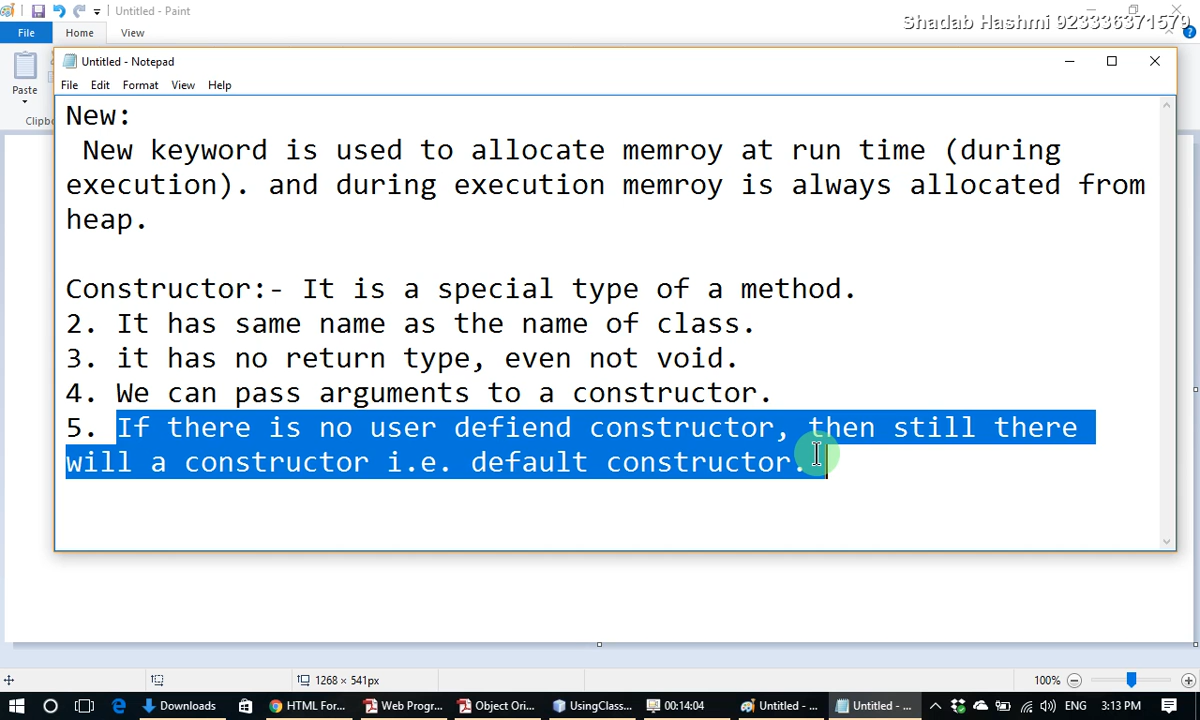 Untitled - Paint
Shadab Hashmi 923336371579
File Home View
Untitled - Notepad
Paste
File Edit Format View Help
Clipbo
New:
New keyword is used to allocate memroy at run time (during
execution). and during execution memroy is always allocated from
heap.
Constructor:- It is a special type of a method.
2. It has same name as the name of class.
3. it has no return type, even not void.
4. We can pass arguments to a constructor.
5. If there is no user defiend constructor, then still there
will a constructor i.e. default constructor.
1268 × 541px 100%
Downloads HTML For... Web Progr... Object Ori... UsingClass... 00:14:04 Untitled - ... Untitled - ... ENG 3:13 PM